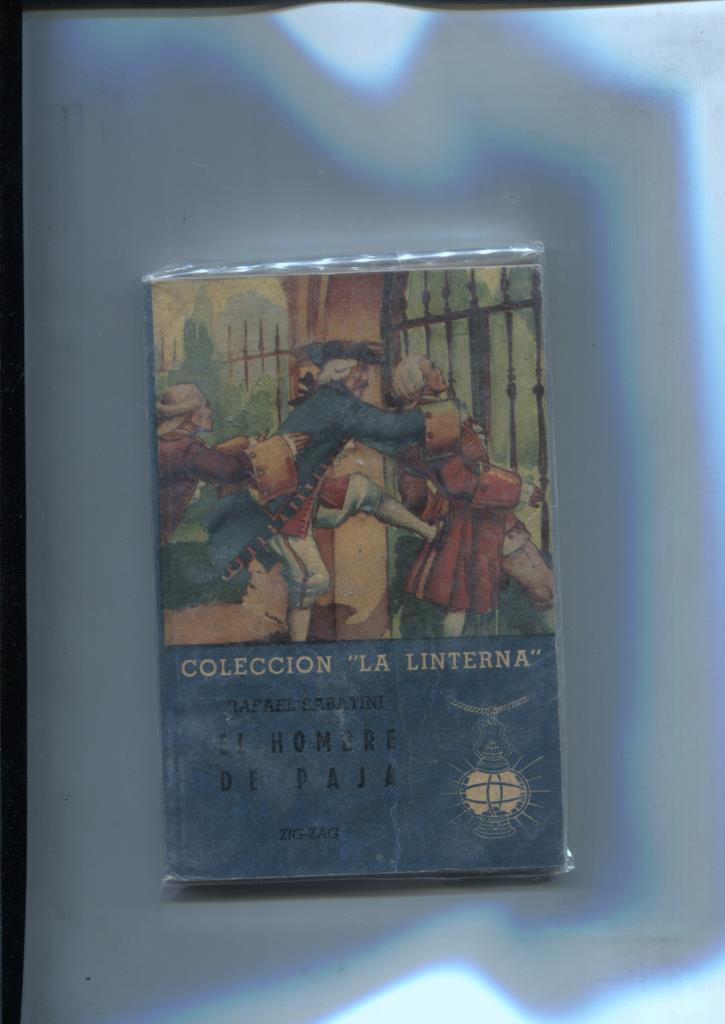 COLECCION "LA LINTERNA"
RAFAEL SABATINI
EL HOMBRE
DE PAJA
ZIG-ZAG